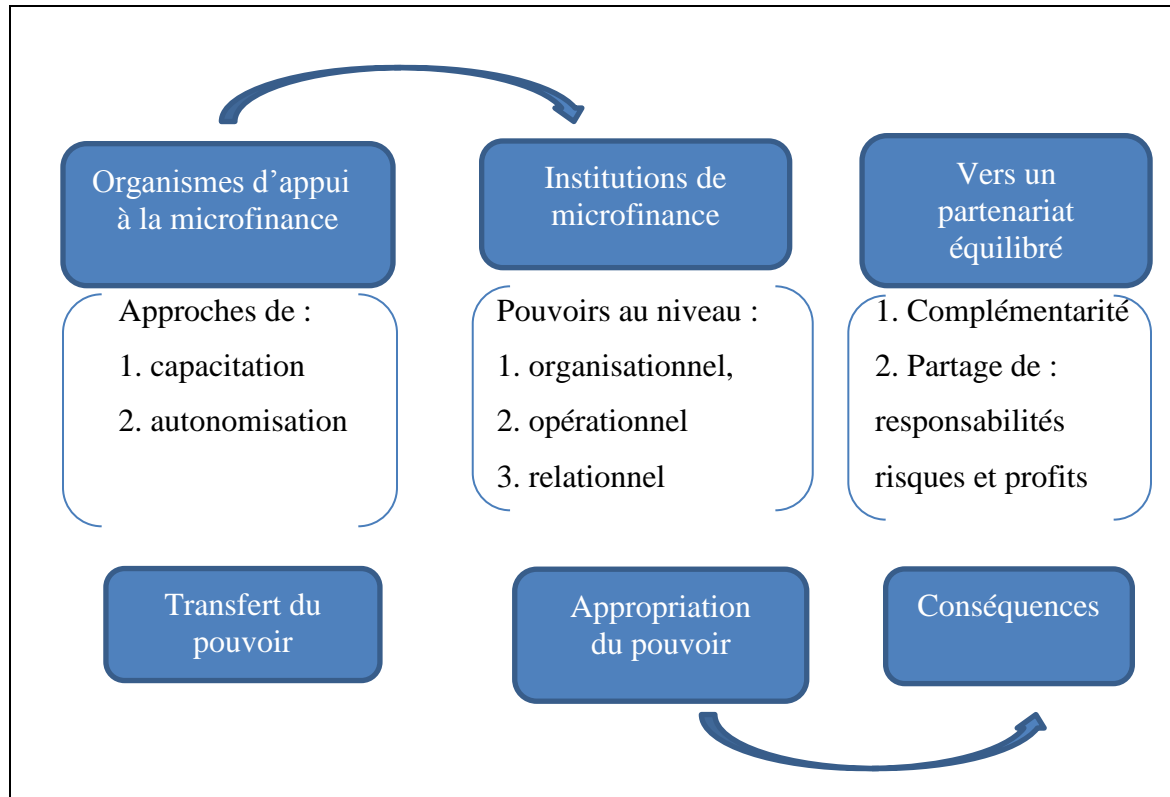 Organismes d’appui
à la microfinance
Institutions de
microfinance
Vers un
partenariat
équilibré
Approches de :
1. capacitation
2. autonomisation
Pouvoirs au niveau :
1. organisationnel,
2. opérationnel
3. relationnel
1. Complémentarité
2. Partage de :
responsabilités
risques et profits
Transfert du
pouvoir
Appropriation
du pouvoir
Conséquences